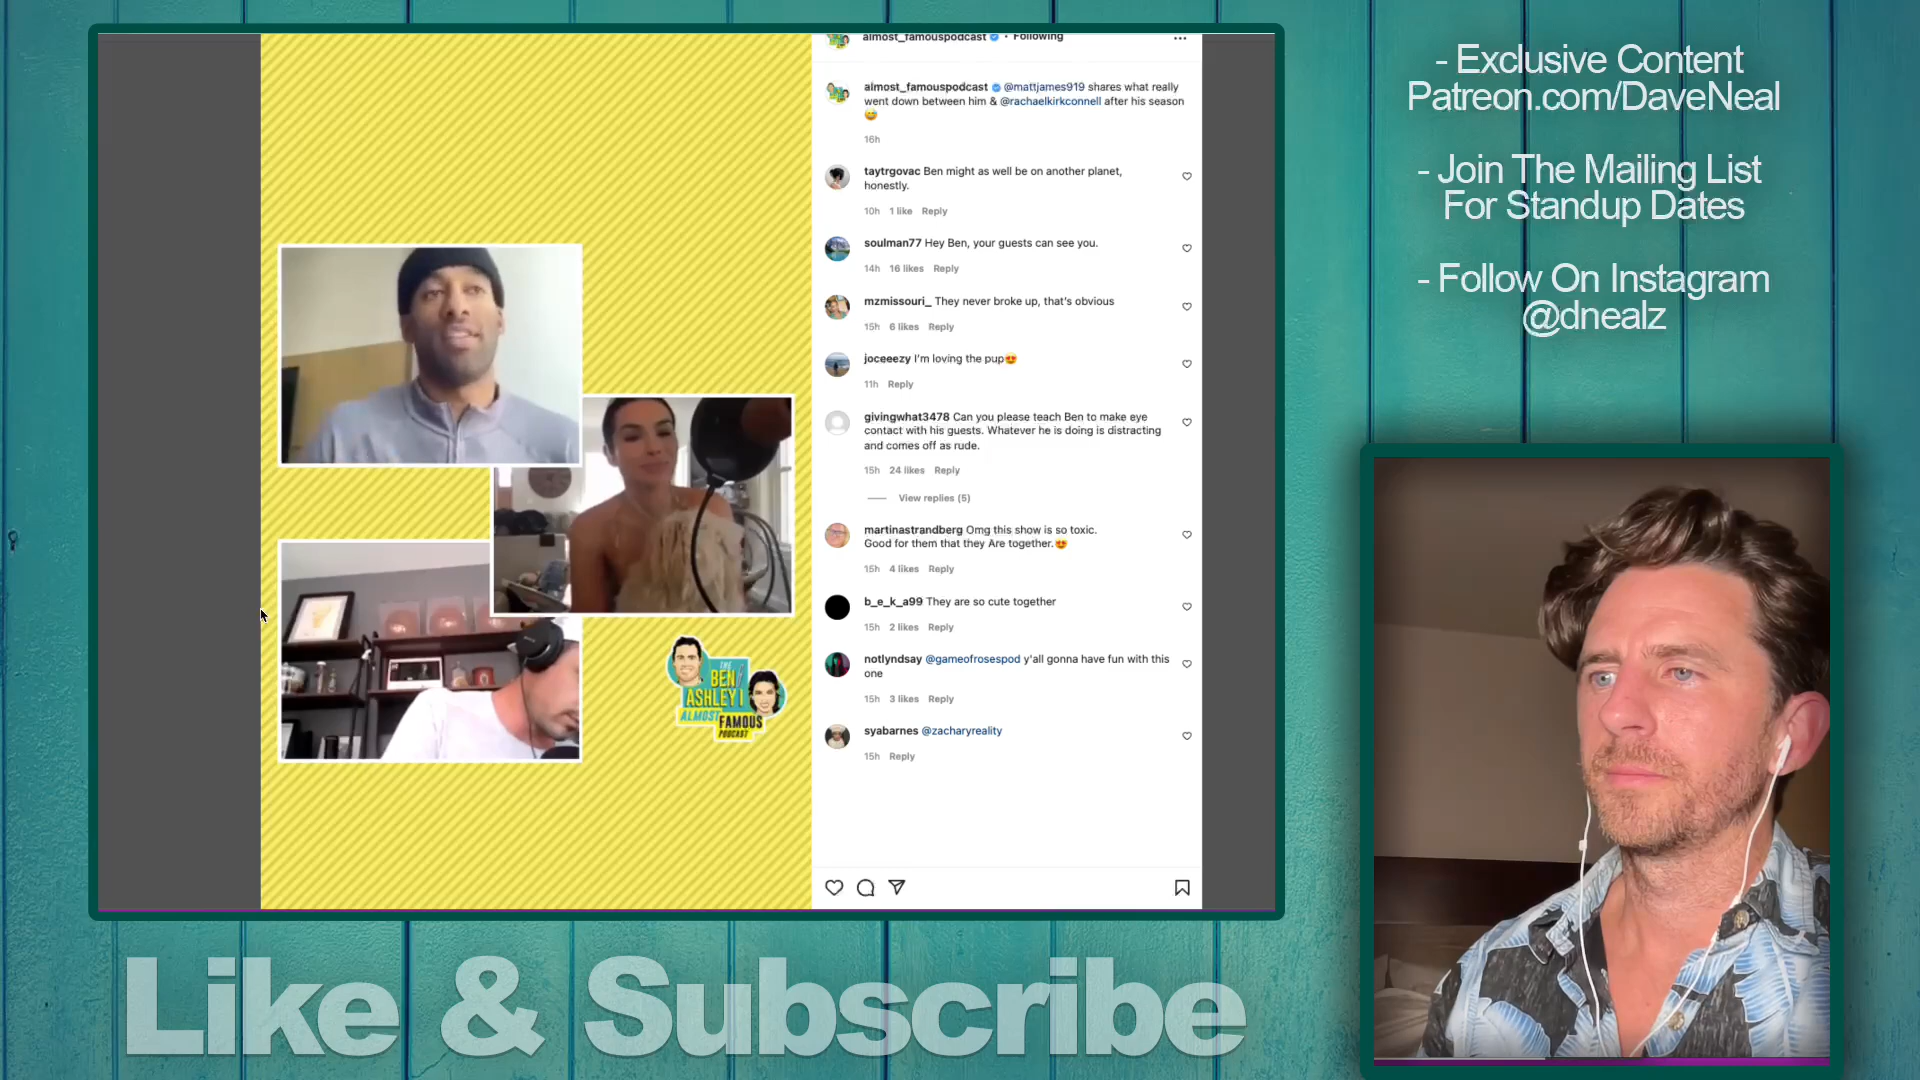 almost_famouspodcast • Following
almost_famouspodcast @mattjames919 shares what really
went down between him & @rachaelkirkconnell after his season
😅
16h
taytrgovac Ben might as well be on another planet,
honestly.
10h 1 like Reply
soulman77 Hey Ben, your guests can see you.
14h 16 likes Reply
mzmissouri_ They never broke up, that's obvious
15h 6 likes Reply
joceeezy I'm loving the pup😍
11h Reply
givingwhat3478 Can you please teach Ben to make eye
contact with his guests. Whatever he is doing is distracting
and comes off as rude.
15h 24 likes Reply
View replies (5)
martinastrandberg Omg this show is so toxic.
Good for them that they Are together.😍
15h 4 likes Reply
b_e_k_a99 They are so cute together
15h 2 likes Reply
notlyndsay @gameofrosespod y'all gonna have fun with this
one
15h 3 likes Reply
syabarnes @zacharyreality
15h Reply
THE
BEN
ASHLEY I
ALMOST
FAMOUS
PODCAST
- Exclusive Content
Patreon.com/DaveNeal
- Join The Mailing List
For Standup Dates
- Follow On Instagram
@dnealz
Like & Subscribe